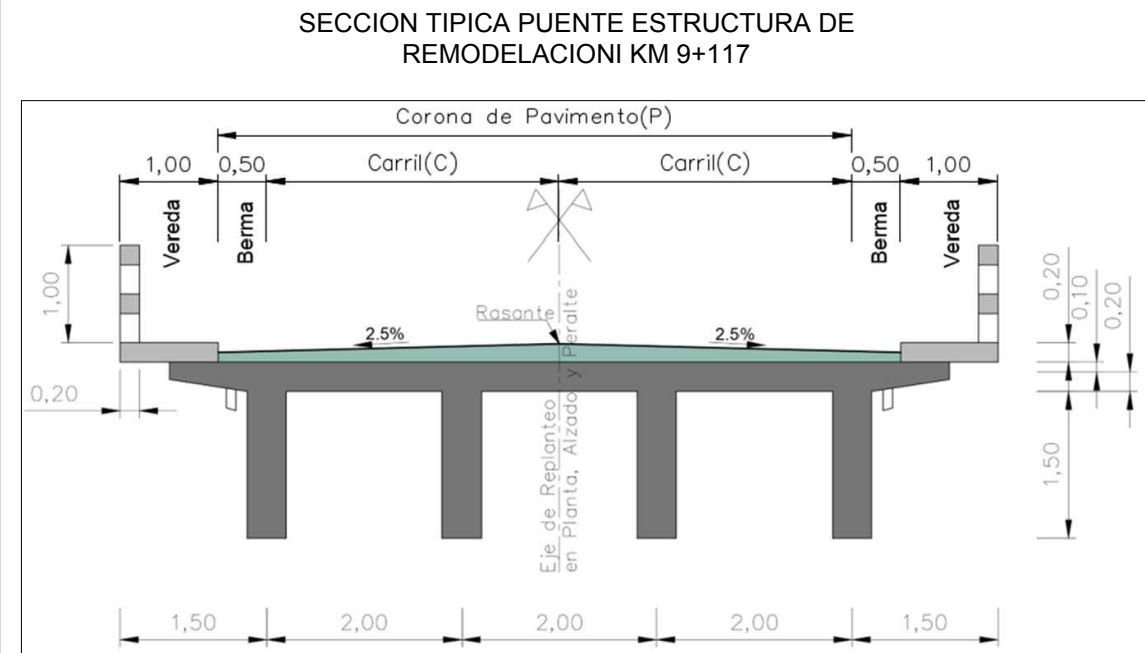 SECCION TIPICA PUENTE ESTRUCTURA DE
REMODELACIONI KM 9+117
Corona de Pavimento(P)
1,00 0,50 Carril(C) Carril(C) 0,50 1,00
Vereda
Berma
Berma
Vereda
1,00
0,20
0,10
0,20
Rasante
2.5% 2.5%
0,20
1,50
Eje de Replanteo
en Planta, Alzado y Peralte
1,50 2,00 2,00 2,00 1,50